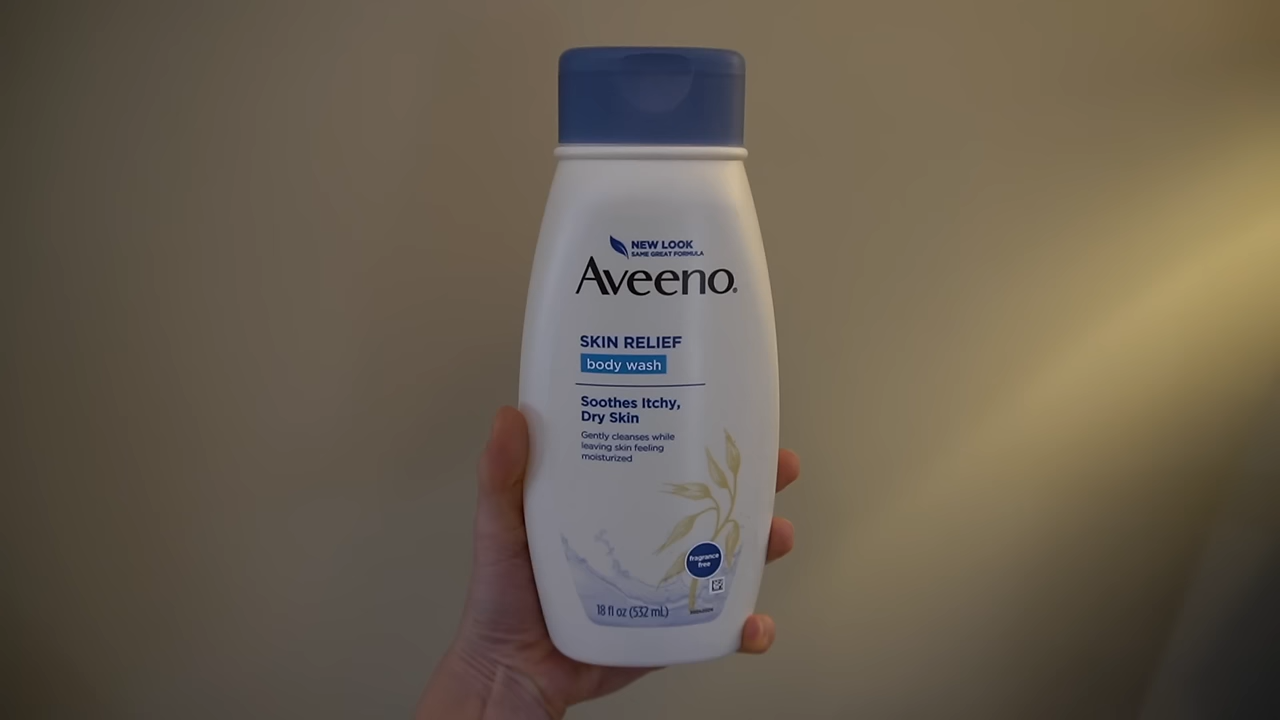 NEW LOOK
SAME GREAT FORMULA
Aveeno®
SKIN RELIEF
body wash
Soothes Itchy,
Dry Skin
Gently cleanses while
leaving skin feeling
moisturized
fragrance
free
18 fl oz (532 mL)